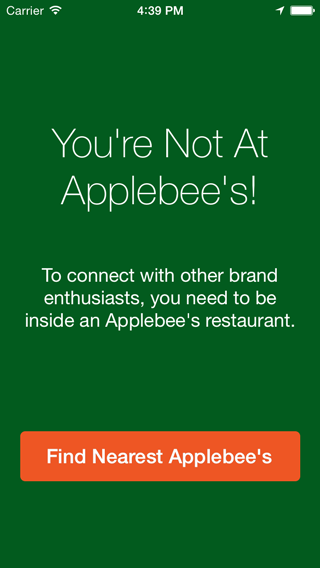 Carrier 4:39 PM
You're Not At
Applebee's!
To connect with other brand
enthusiasts, you need to be
inside an Applebee's restaurant.
Find Nearest Applebee's